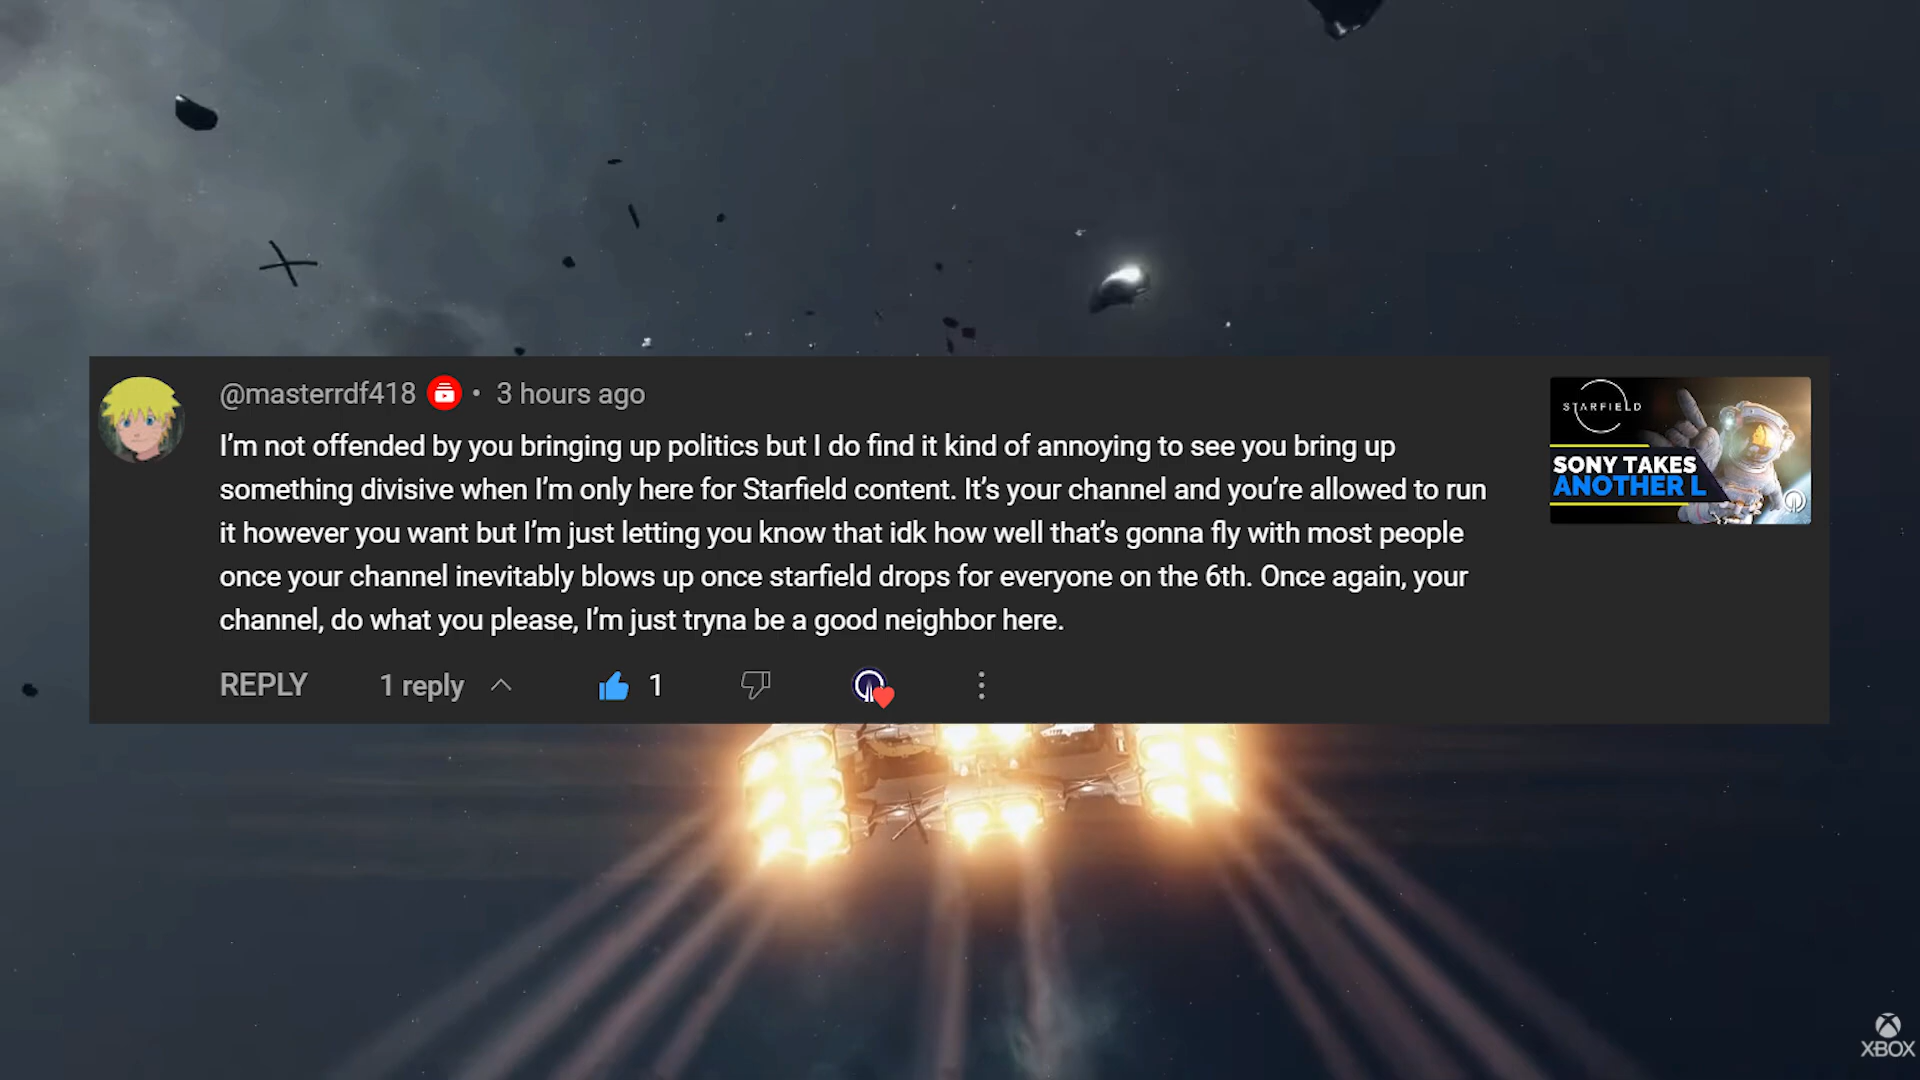 @masterrdf418 • 3 hours ago
I'm not offended by you bringing up politics but I do find it kind of annoying to see you bring up
something divisive when I'm only here for Starfield content. It's your channel and you're allowed to run
it however you want but I'm just letting you know that idk how well that's gonna fly with most people
once your channel inevitably blows up once starfield drops for everyone on the 6th. Once again, your
channel, do what you please, I'm just tryna be a good neighbor here.
REPLY 1 reply 1
STARFIELD
SONY TAKES
ANOTHER L
XBOX